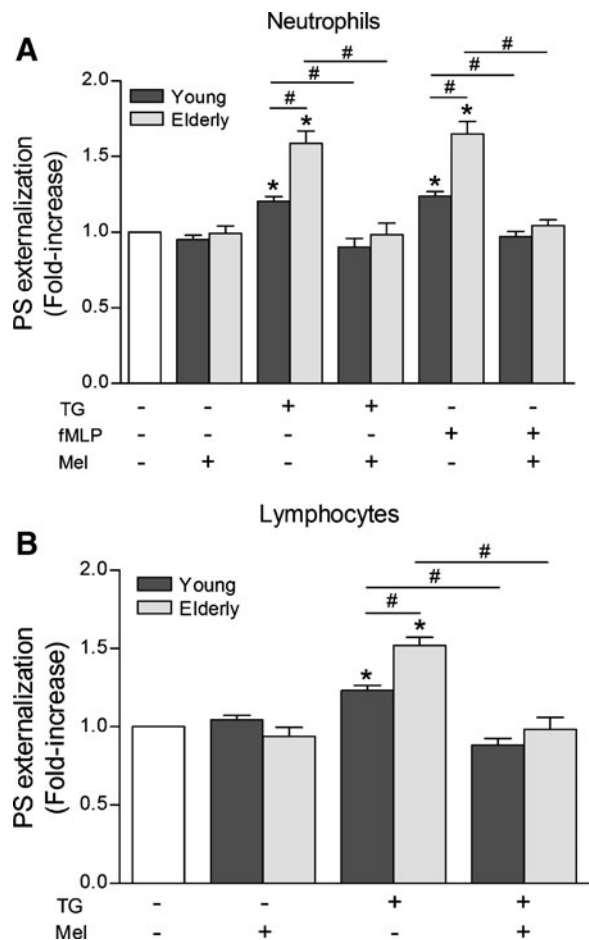 Neutrophils
A
# #
# #
# #
2.0
Young
Elderly
* *
* *
1.5
1.0
0.5
0.0
PS externalization
(Fold-increase)
TG - - + + - -
fMLP - - - - + +
Mel - + - + - +
Lymphocytes
B
#
#
#
2.0
Young
Elderly
*
*
1.5
1.0
0.5
0.0
PS externalization
(Fold-increase)
TG - - + +
Mel - + - +